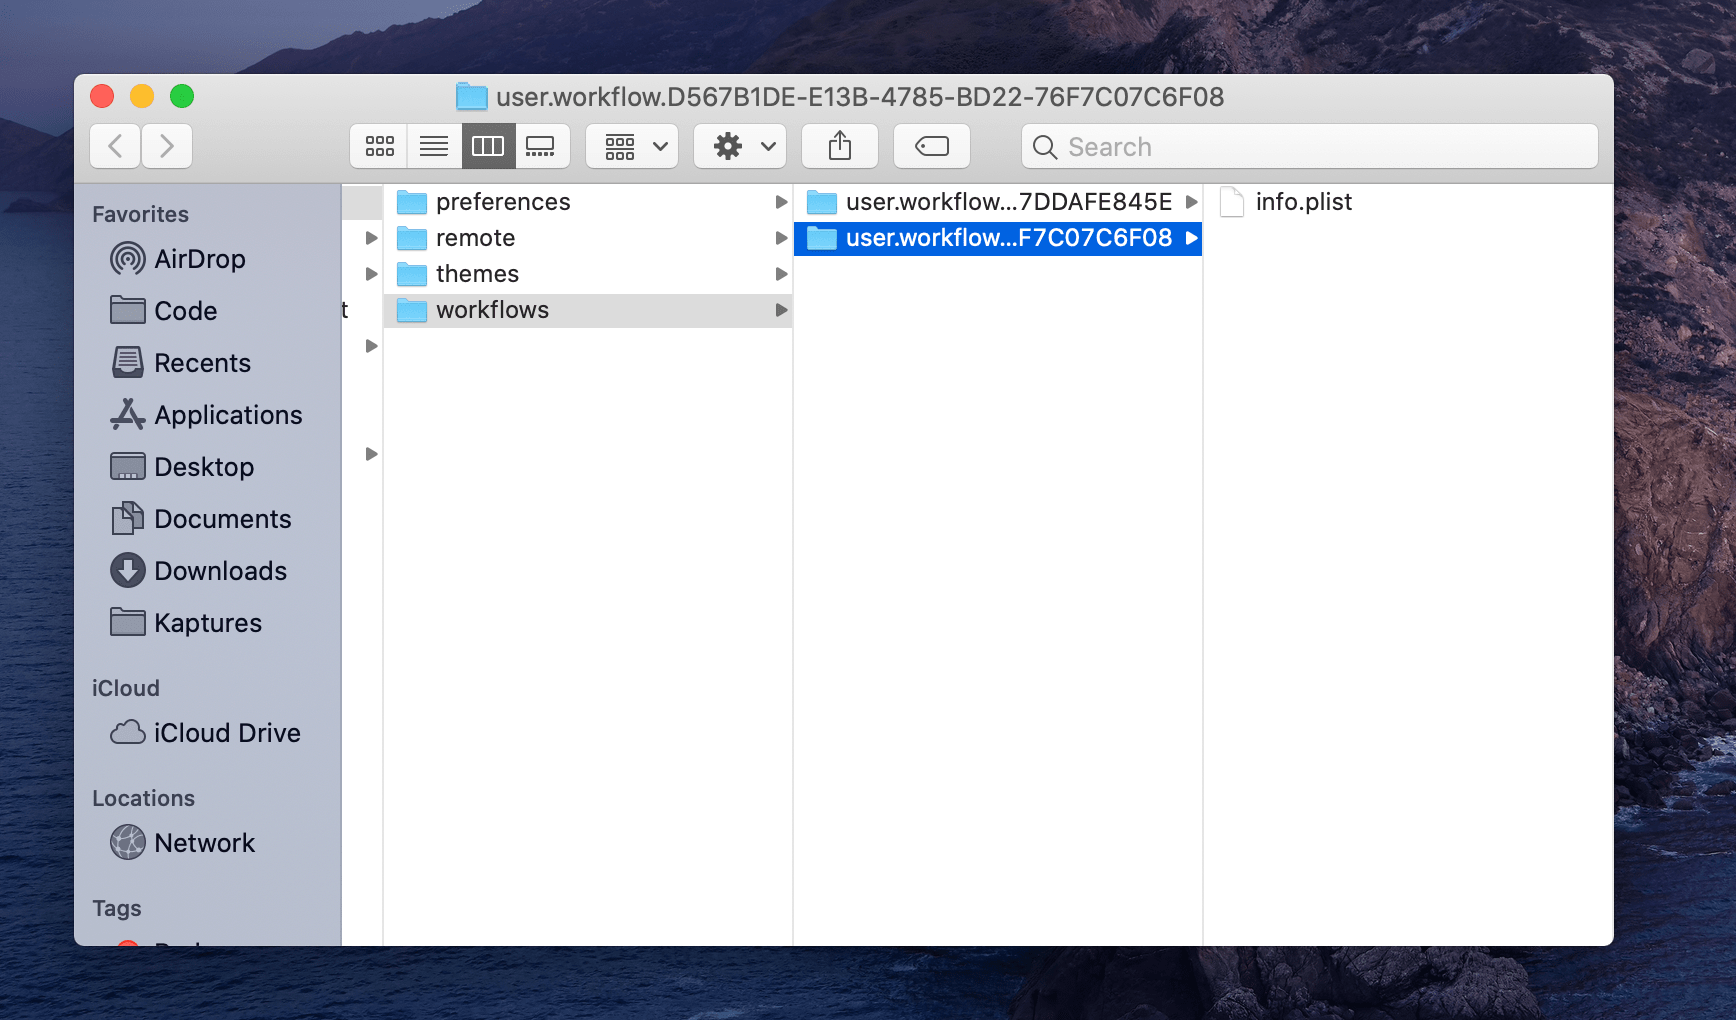 user.workflow.D567B1DE-E13B-4785-BD22-76F7C07C6F08
Search
Favorites
AirDrop
Code
Recents
Applications
Desktop
Documents
Downloads
Kaptures
iCloud
iCloud Drive
Locations
Network
Tags
t
preferences
remote
themes
workflows
user.workflow...7DDAFE845E
user.workflow...F7C07C6F08
info.plist